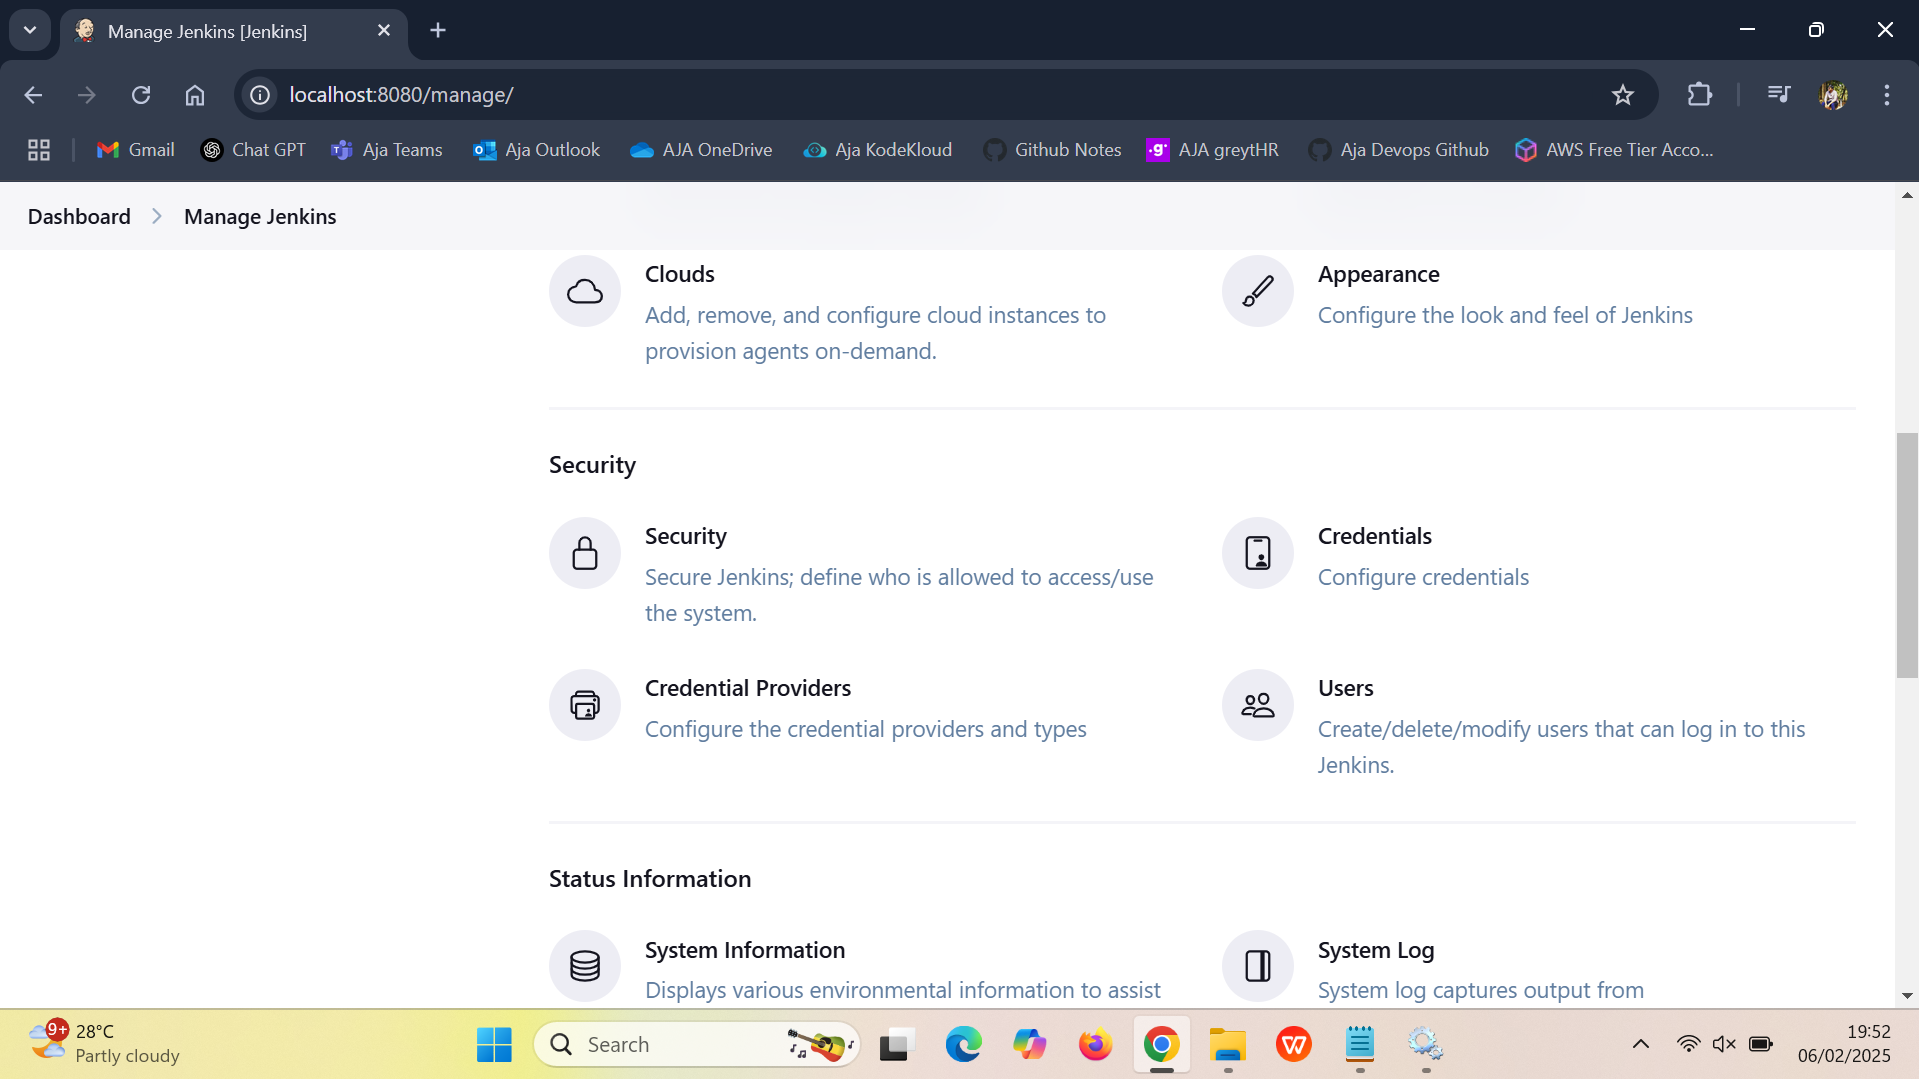 Manage Jenkins [Jenkins]
localhost:8080/manage/
Gmail
Chat GPT
Aja Teams
Aja Outlook
AJA OneDrive
Aja KodeKloud
Github Notes
.g'
AJA greytHR
Aja Devops Github
AWS Free Tier Acco...
Dashboard
Manage Jenkins
Clouds
Add, remove, and configure cloud instances to
provision agents on-demand.
Appearance
Configure the look and feel of Jenkins
Security
Security
Secure Jenkins; define who is allowed to access/use
the system.
Credentials
Configure credentials
Credential Providers
Configure the credential providers and types
Users
Create/delete/modify users that can log in to this
Jenkins.
Status Information
System Information
Displays various environmental information to assist
System Log
System log captures output from
9+
28°C
Partly cloudy
Search
19:52
06/02/2025